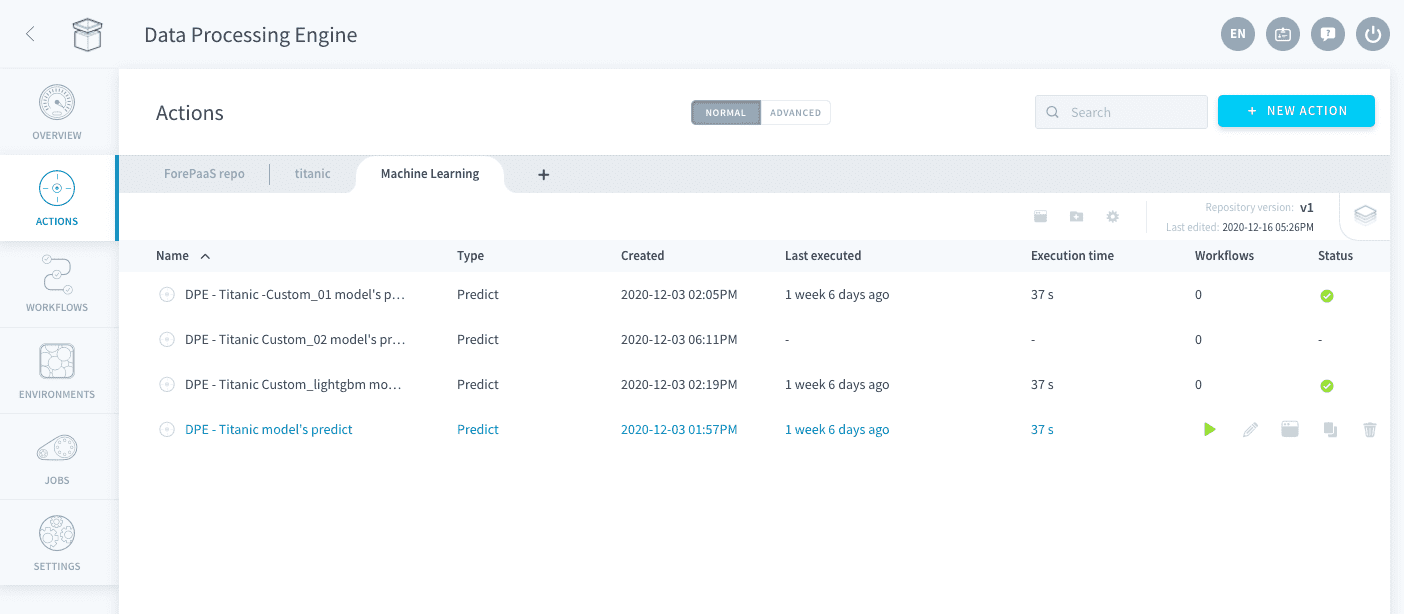 Data Processing Engine
EN
OVERVIEW
ACTIONS
WORKFLOWS
ENVIRONMENTS
JOBS
SETTINGS
Actions
NORMAL ADVANCED
Search
+ NEW ACTION
ForePaaS repo titanic Machine Learning +
Repository version: v1
Last edited: 2020-12-16 05:26PM
Name Type Created Last executed Execution time Workflows Status
DPE - Titanic -Custom_01 model's p... Predict 2020-12-03 02:05PM 1 week 6 days ago 37 s 0
DPE - Titanic Custom_02 model's pr... Predict 2020-12-03 06:11PM - - 0 -
DPE - Titanic Custom_lightgbm mo... Predict 2020-12-03 02:19PM 1 week 6 days ago 37 s 0
DPE - Titanic model's predict Predict 2020-12-03 01:57PM 1 week 6 days ago 37 s